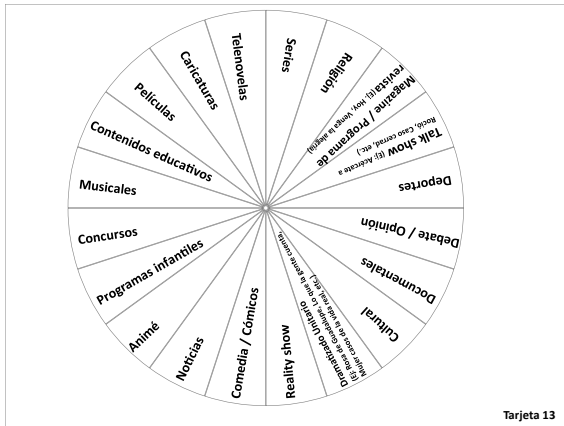 Series
Religión
Magazine / Programa de
revista (Ej. Hoy, Venga la alegría)
Talk show (Ej: Acércate a
Rocío, Caso cerrado, etc.)
Deportes
Debate / Opinión
Documentales
Cultural
Dramatizado Unitario
(Ej: Rosa de Guadalupe, Lo que la gente cuenta,
Mujer casos de la vida real, etc.)
Reality show
Comedia / Cómicos
Noticias
Animé
Programas infantiles
Concursos
Musicales
Contenidos educativos
Películas
Caricaturas
Telenovelas
Tarjeta 13